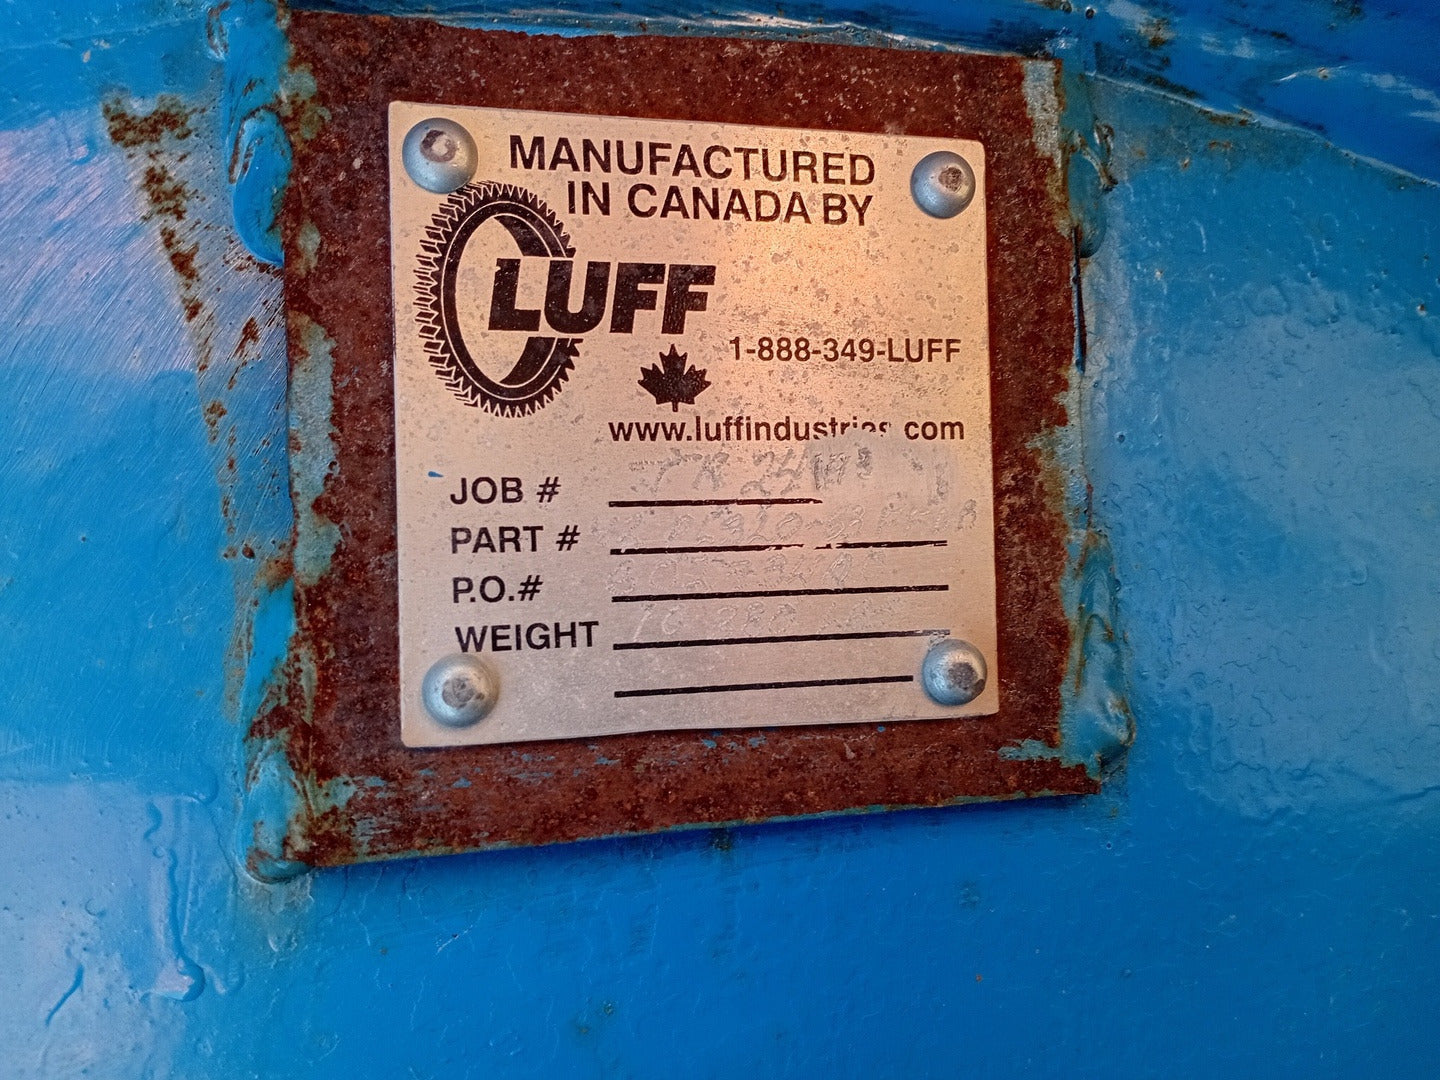 MANUFACTURED
IN CANADA BY
LUFF
1-888-349-LUFF
www.luffindustries.com
JOB #
PART #
P.O.#
WEIGHT